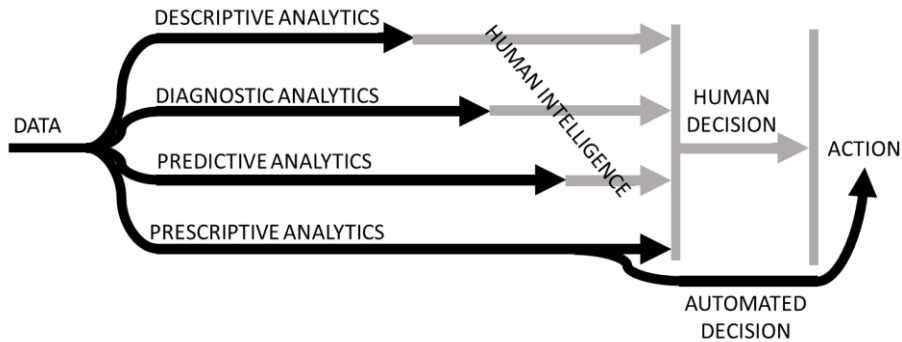 DESCRIPTIVE ANALYTICS
HUMAN INTELLIGENCE
DIAGNOSTIC ANALYTICS
DATA
HUMAN
DECISION
PREDICTIVE ANALYTICS
ACTION
PRESCRIPTIVE ANALYTICS
AUTOMATED
DECISION